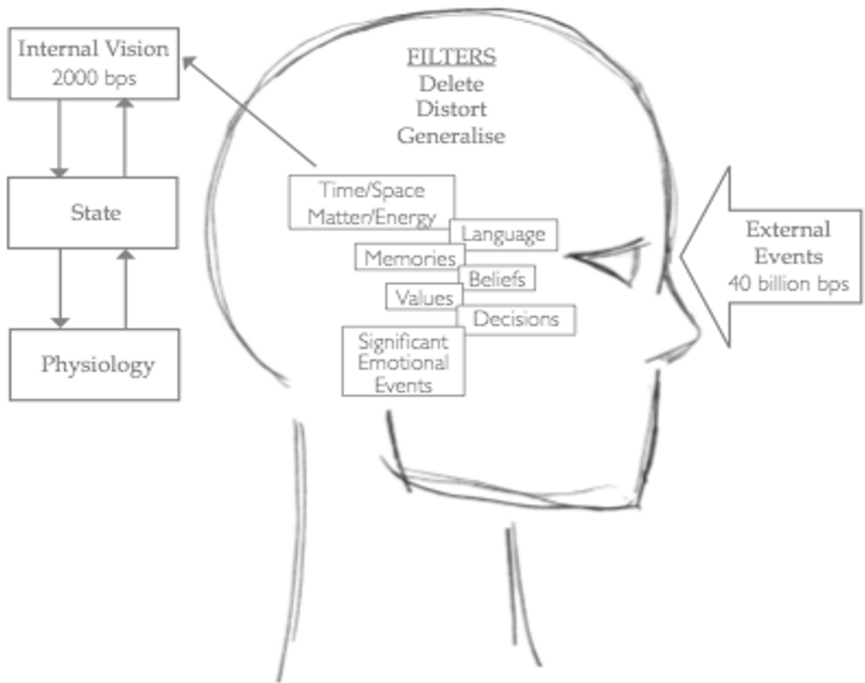 Internal Vision
2000 bps
State
Physiology
FILTERS
Delete
Distort
Generalise
Time/Space
Matter/Energy
Language
Memories
Beliefs
Values
Decisions
Significant
Emotional
Events
External
Events
40 billion bps